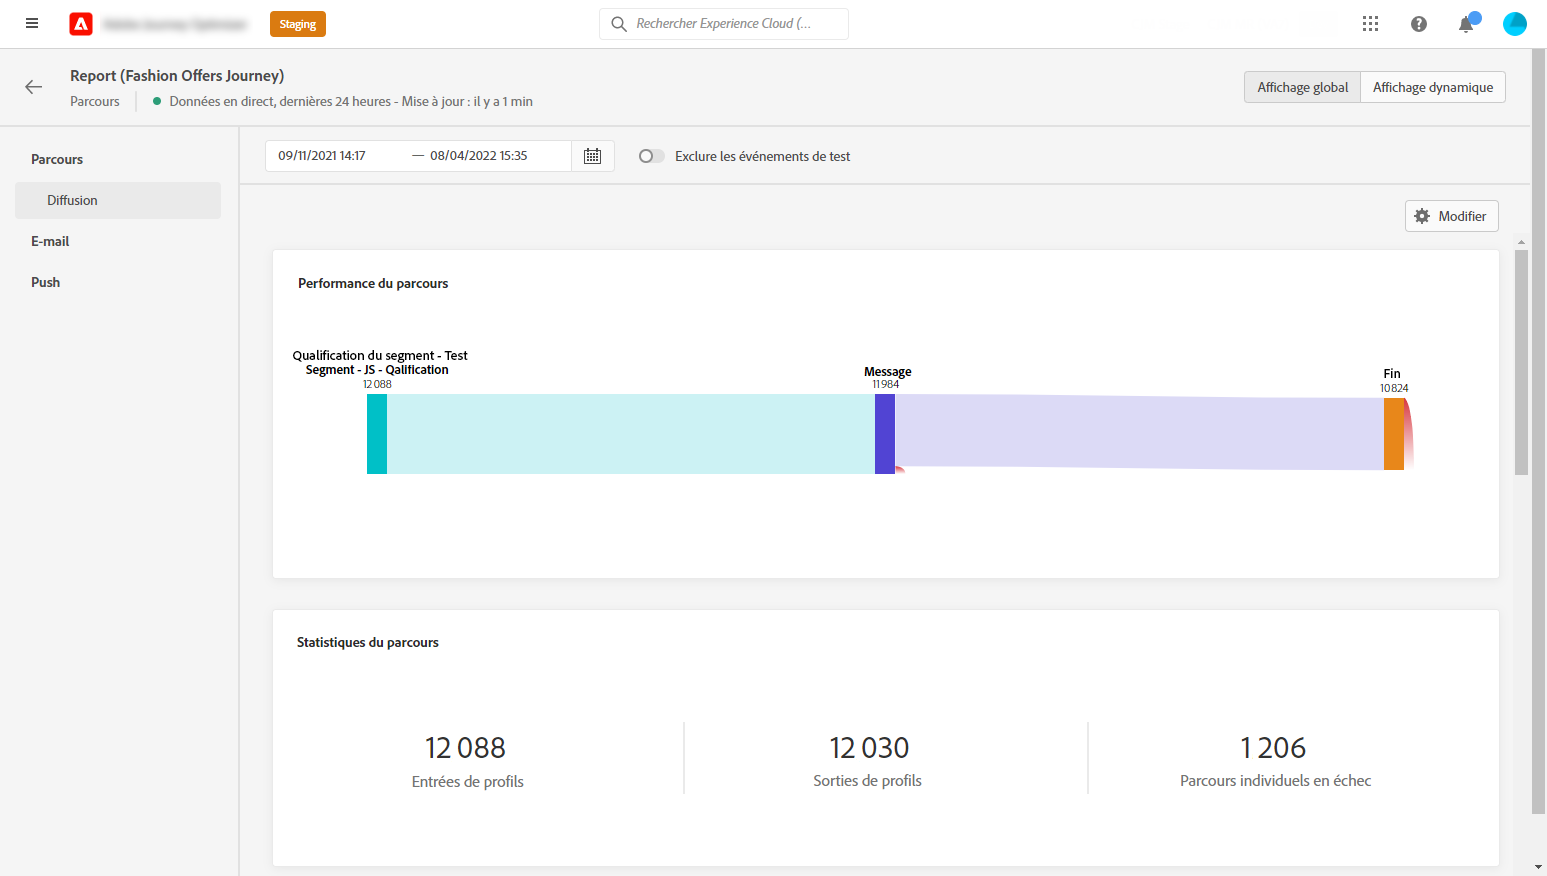 Staging
Rechercher Experience Cloud (...
Report (Fashion Offers Journey)
Parcours
Données en direct, dernières 24 heures - Mise à jour : il y a 1 min
Affichage global
Affichage dynamique
Parcours
Diffusion
E-mail
Push
09/11/2021 14:17 — 08/04/2022 15:35
Exclure les événements de test
Modifier
Performance du parcours
Qualification du segment - Test
Segment - JS - Qalification
12 088
Message
11 984
Fin
10 824
Statistiques du parcours
12 088
Entrées de profils
12 030
Sorties de profils
1 206
Parcours individuels en échec